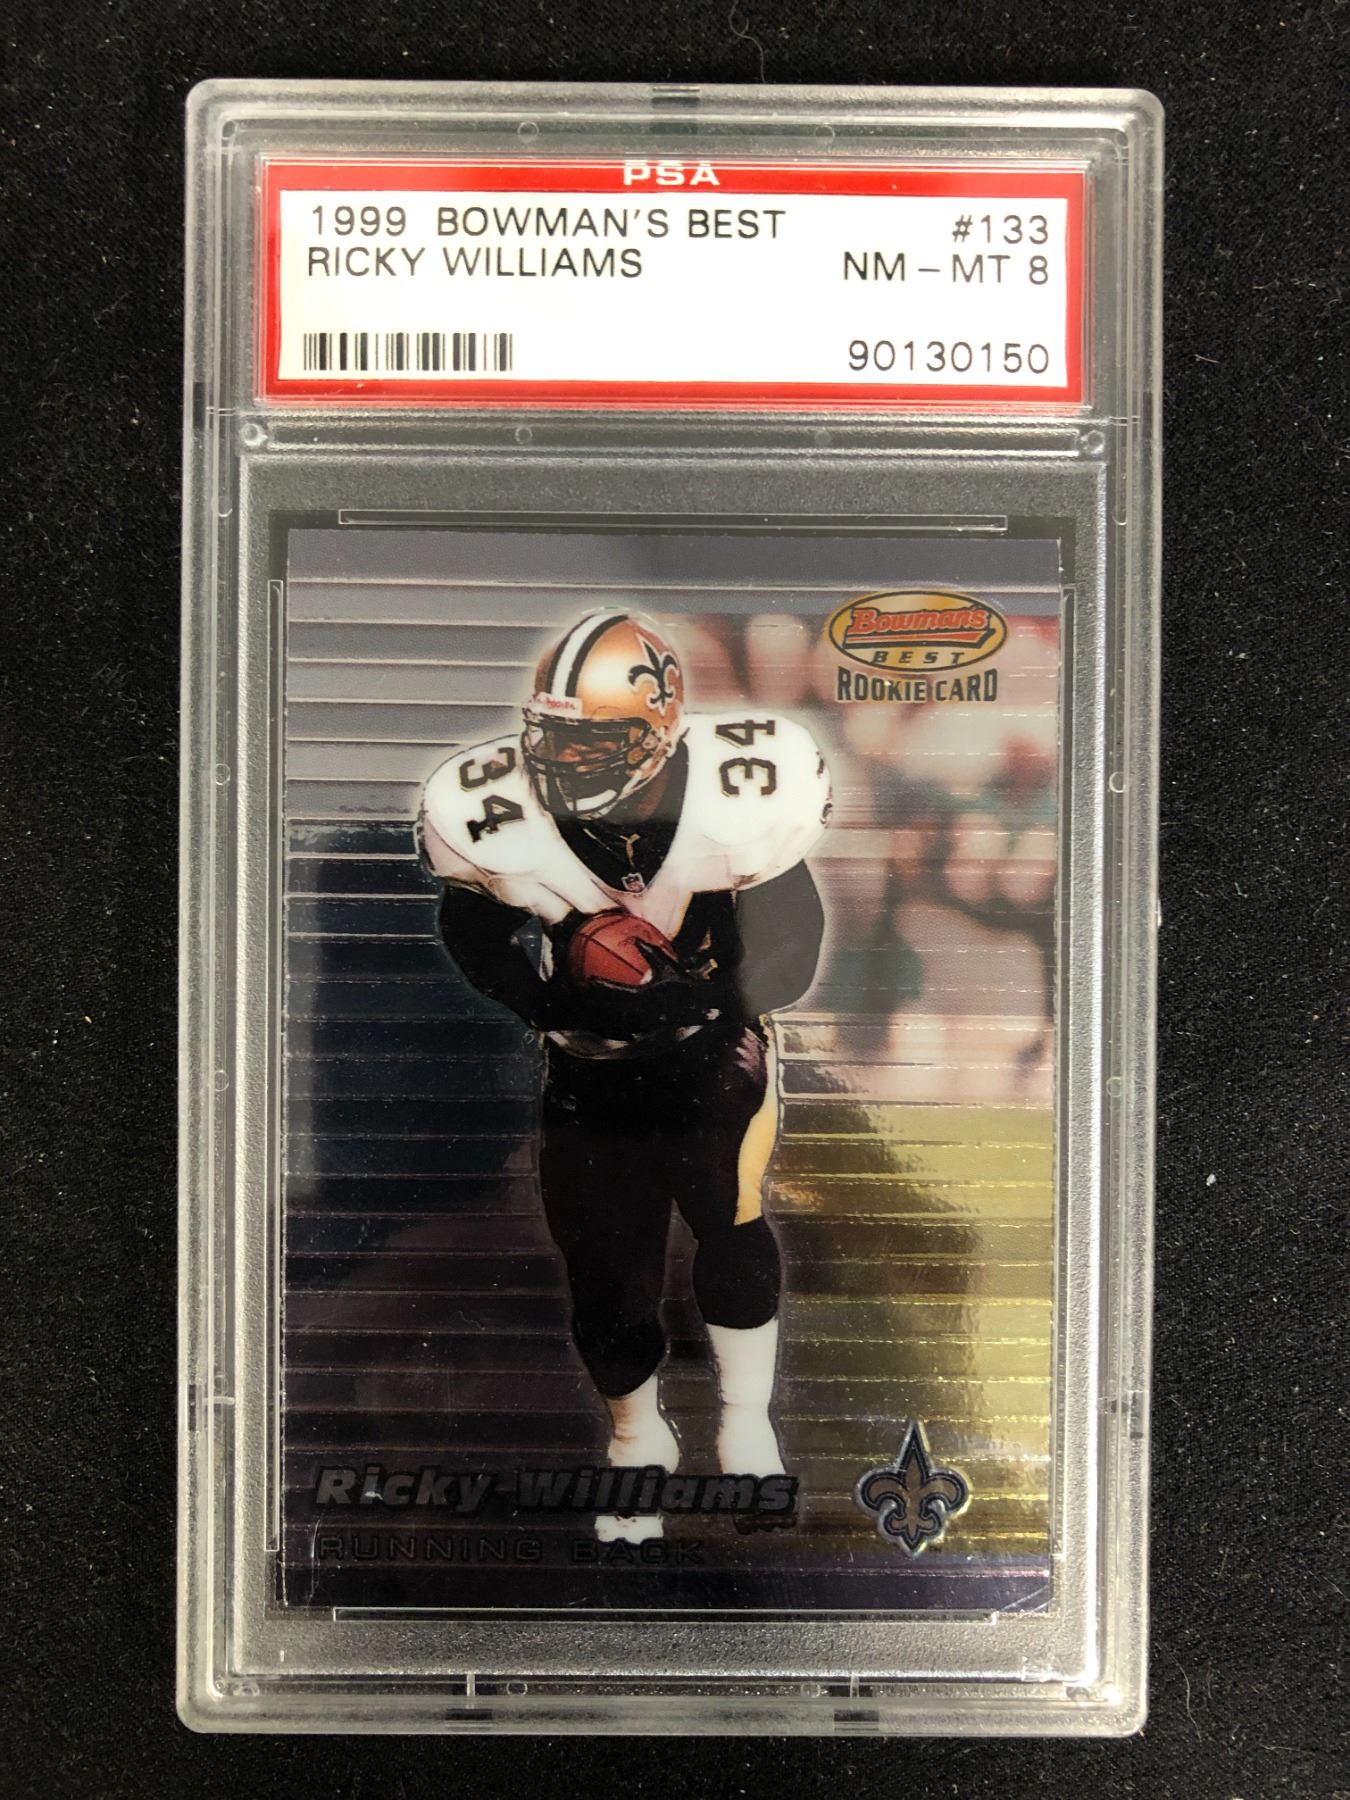 PSA
1999 BOWMAN'S BEST #133
RICKY WILLIAMS NM-MT 8
90130150
Bowman's
BEST
ROOKIE CARD
34
34
Ricky Williams
RUNNING BACK